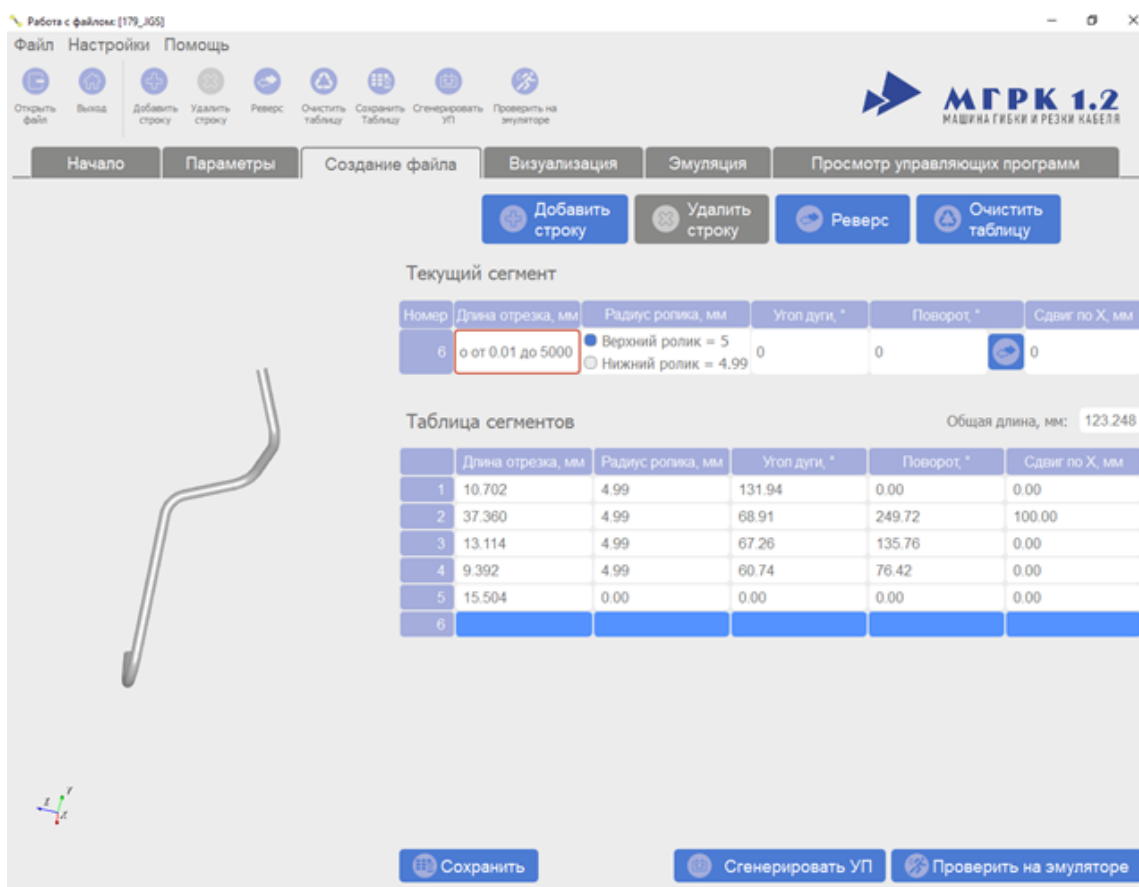 Работа с файлом: [179_JGS]
Файл Настройки Помощь
Открыть файл
Выход
Добавить строку
Удалить строку
Реверс
Очистить таблицу
Сохранить Таблицу
Сгенерировать УП
Проверить на эмуляторе
МГРК 1.2
МАШИНА ГИБКИ И РЕЗКИ КАБЕЛЯ
Начало Параметры Создание файла Визуализация Эмуляция Просмотр управляющих программ
Добавить строку
Удалить строку
Реверс
Очистить таблицу
Текущий сегмент
Номер Длина отрезка, мм Радиус ролика, мм Угол дуги, ° Поворот, ° Сдвиг по X, мм
6 о от 0.01 до 5000 Верхний ролик = 5 0 0 0
Нижний ролик = 4.99
Таблица сегментов Общая длина, мм: 123.248
Длина отрезка, мм Радиус ролика, мм Угол дуги, ° Поворот, ° Сдвиг по X, мм
1 10.702 4.99 131.94 0.00 0.00
2 37.360 4.99 68.91 249.72 100.00
3 13.114 4.99 67.26 135.76 0.00
4 9.392 4.99 60.74 76.42 0.00
5 15.504 0.00 0.00 0.00 0.00
6
Y
Сохранить Сгенерировать УП Проверить на эмуляторе